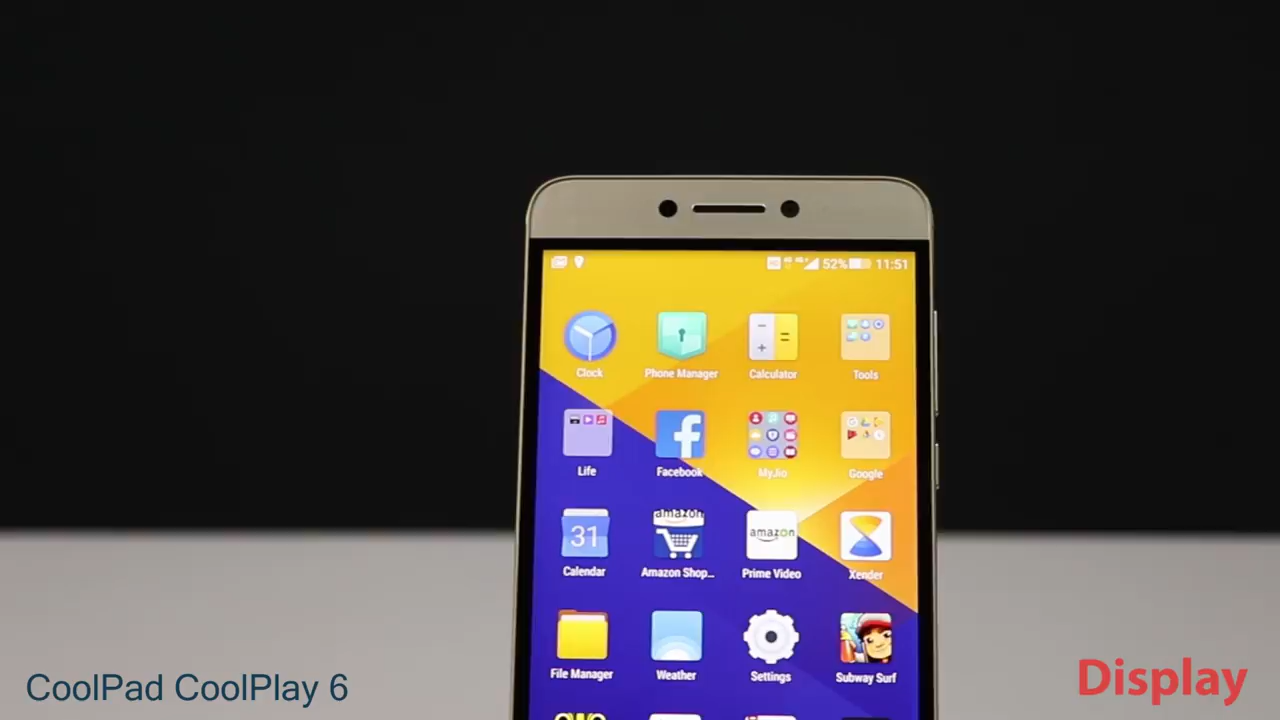 52% 11:51
Clock Phone Manager Calculator Tools
Life Facebook MyJio Google
31 amazon amazon
Calendar Amazon Shop... Prime Video Xender
File Manager Weather Settings Subway Surf
CoolPad CoolPlay 6
Display